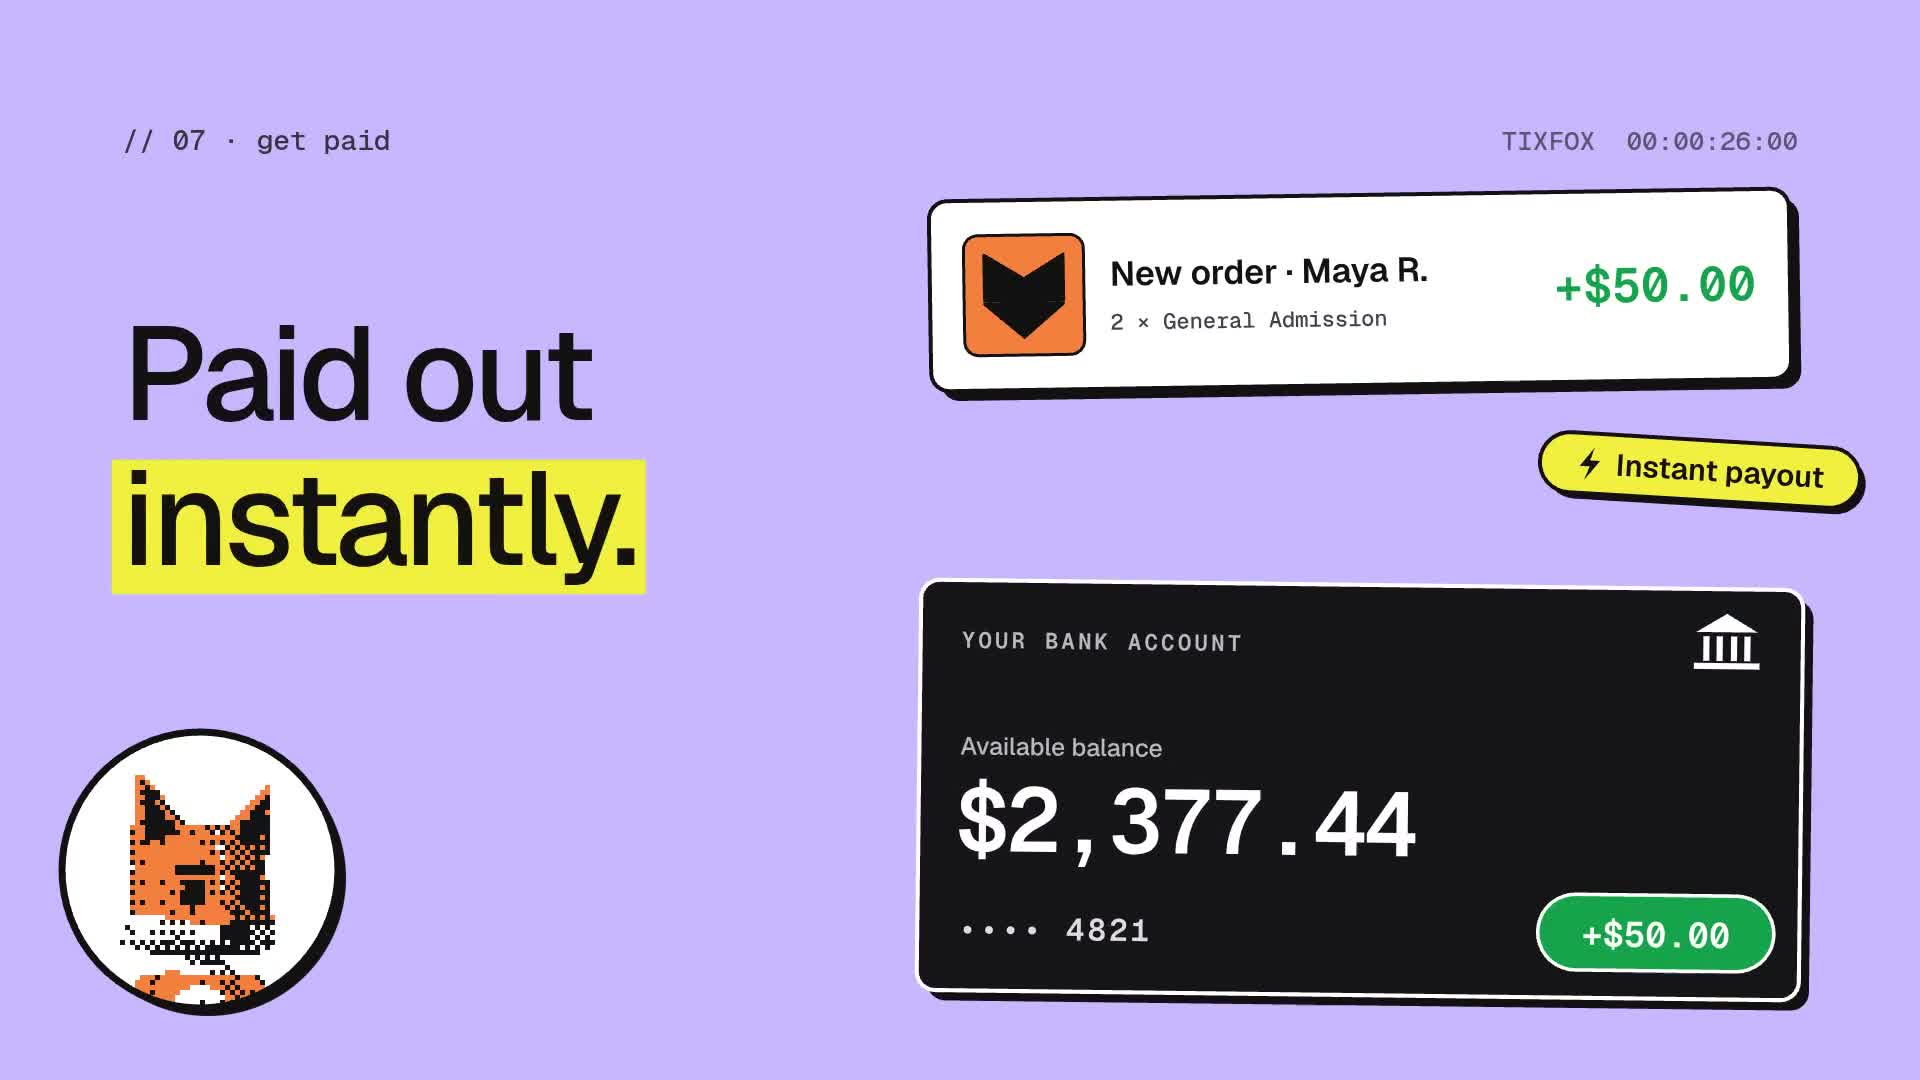 // 07 · get paid
TIXFOX 00:00:26:00
Paid out
instantly.
New order · Maya R.
2 × General Admission
+$50.00
Instant payout
YOUR BANK ACCOUNT
Available balance
$2,377.44
•••• 4821
+$50.00